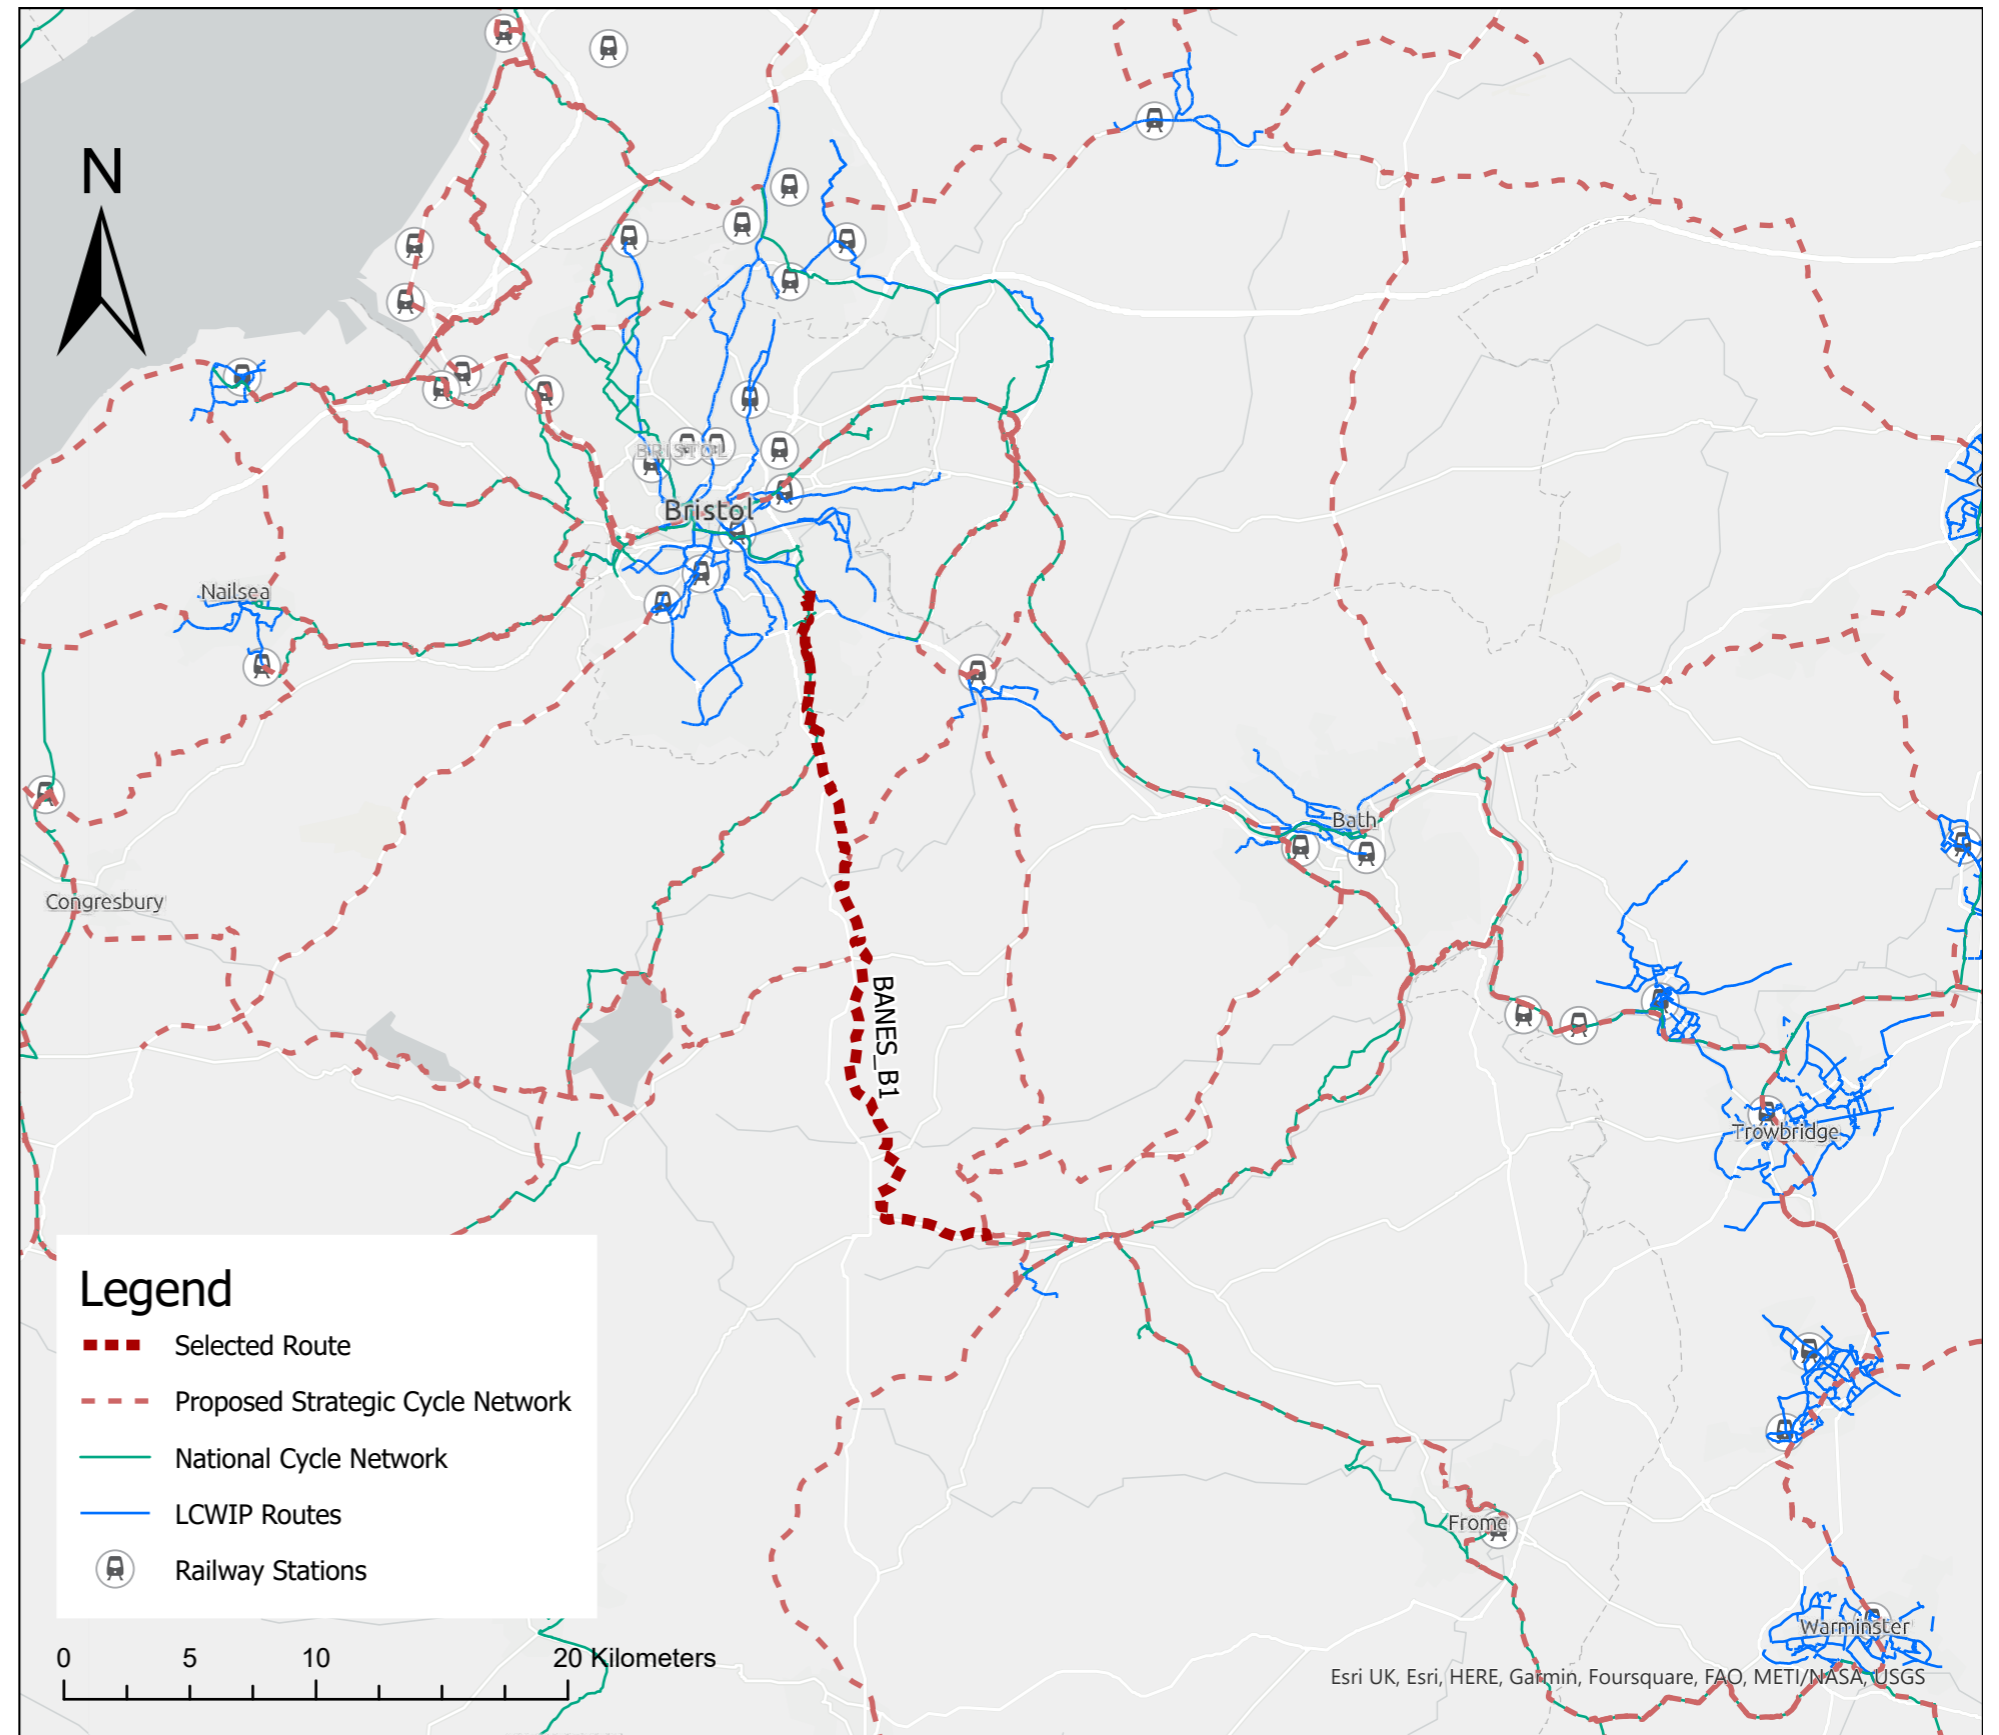 N
BRISTOL
Bristol
Nailsea
Bath
Congresbury
BANES_B1
Trowbridge
Legend
Selected Route
Proposed Strategic Cycle Network
National Cycle Network
LCWIP Routes
Railway Stations
Frome
Warminster
0 5 10 20 Kilometers
Esri UK, Esri, HERE, Garmin, Foursquare, FAO, METI/NASA, USGS